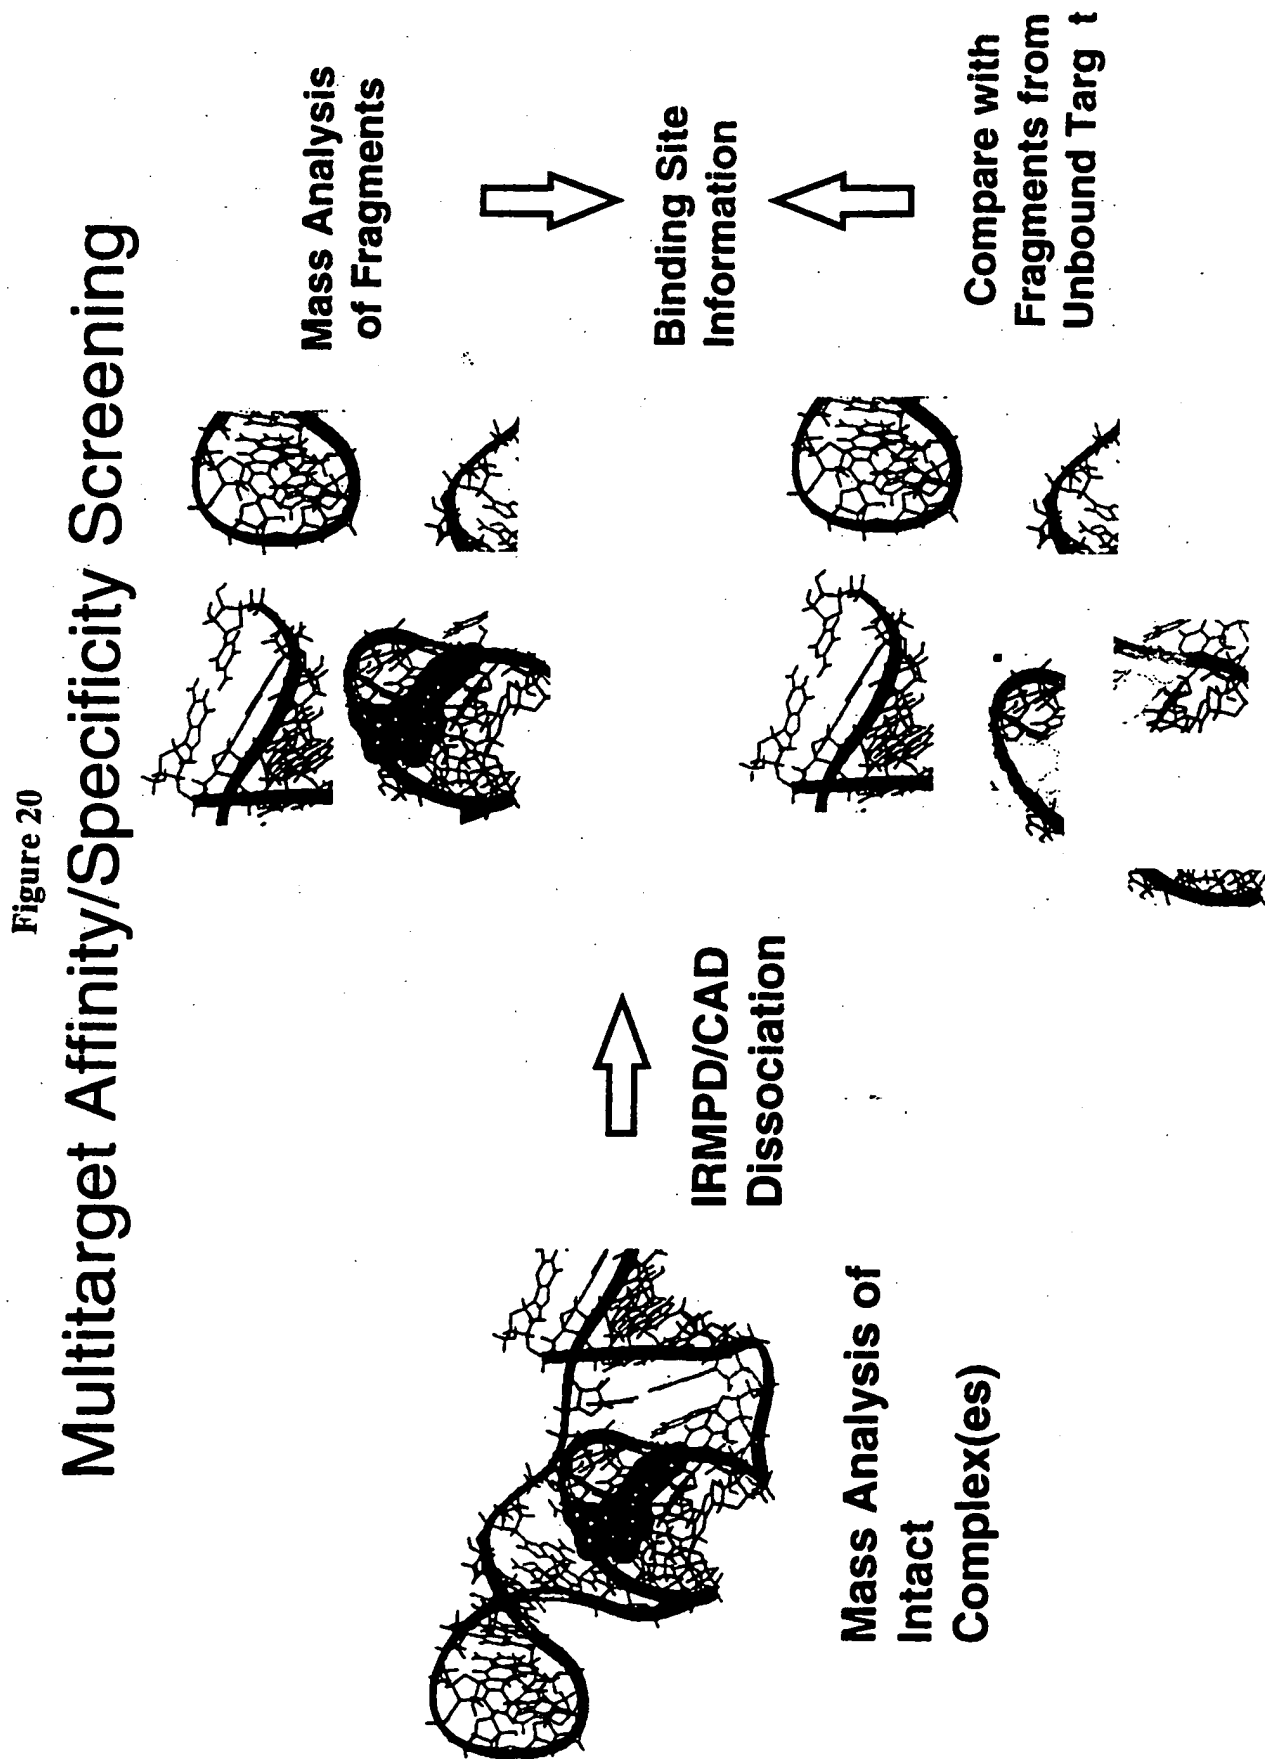 Figure 20
Multitarget Affinity/Specificity Screening
Mass Analysis of
Intact
Complex(es)
IRMPD/CAD
Dissociation
Mass Analysis
of Fragments
Binding Site
Information
Compare with
Fragments from
Unbound Targ t